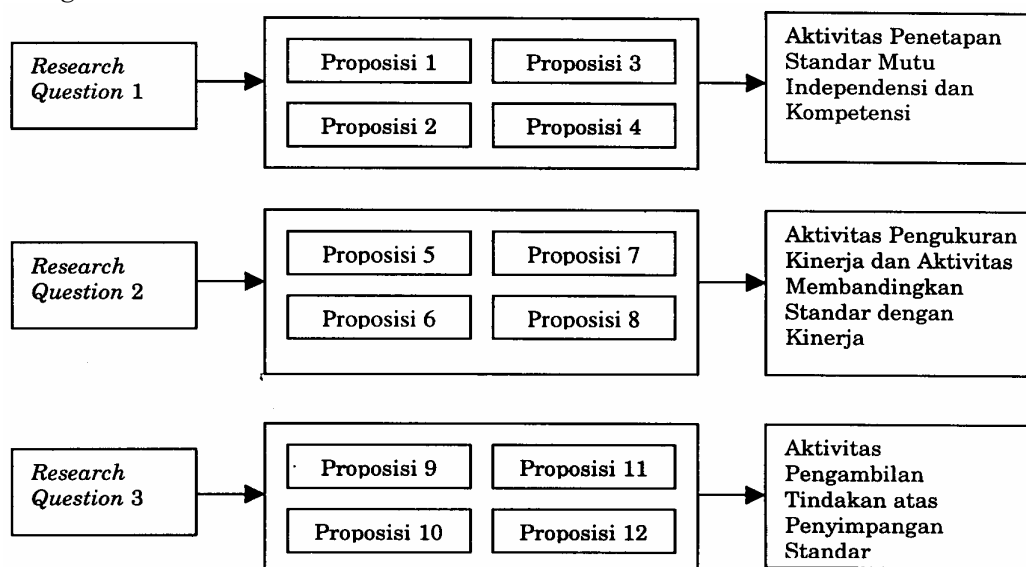 Research
Question 1
Proposisi 1
Proposisi 3
Proposisi 2
Proposisi 4
Aktivitas Penetapan
Standar Mutu
Independensi dan
Kompetensi
Research
Question 2
Proposisi 5
Proposisi 7
Proposisi 6
Proposisi 8
Aktivitas Pengukuran
Kinerja dan Aktivitas
Membandingkan
Standar dengan
Kinerja
Research
Question 3
Proposisi 9
Proposisi 11
Proposisi 10
Proposisi 12
Aktivitas
Pengambilan
Tindakan atas
Penyimpangan
Standar